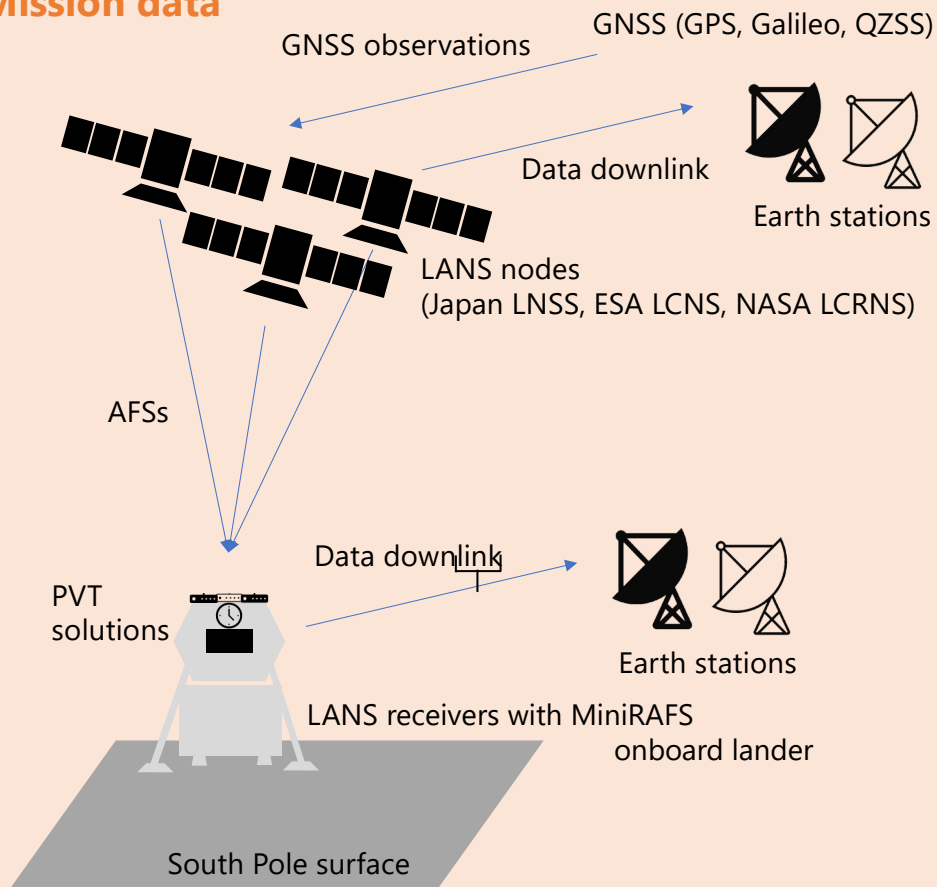 Mission data
GNSS (GPS, Galileo, QZSS)
GNSS observations
Data downlink
Earth stations
LANS nodes
(Japan LNSS, ESA LCNS, NASA LCRNS)
AFSs
Data downlink
PVT
solutions
Earth stations
LANS receivers with MiniRAFS
onboard lander
South Pole surface